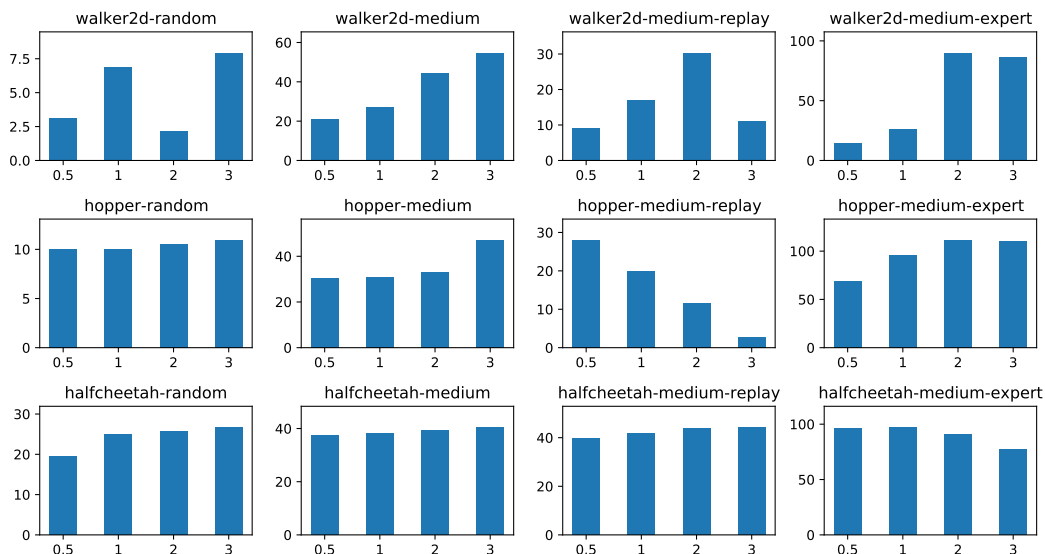 walker2d-random walker2d-medium walker2d-medium-replay walker2d-medium-expert
7.5 60 30 100
5.0 40 20 50
2.5 20 10
0.0 0 0 0
0.5 1 2 3 0.5 1 2 3 0.5 1 2 3 0.5 1 2 3
hopper-random hopper-medium hopper-medium-replay hopper-medium-expert
10 40 30 100
5 20 20 50
10
0 0 0 0
0.5 1 2 3 0.5 1 2 3 0.5 1 2 3 0.5 1 2 3
halfcheetah-random halfcheetah-medium halfcheetah-medium-replay halfcheetah-medium-expert
30 40 40 100
20 20 20 50
10
0 0 0 0
0.5 1 2 3 0.5 1 2 3 0.5 1 2 3 0.5 1 2 3